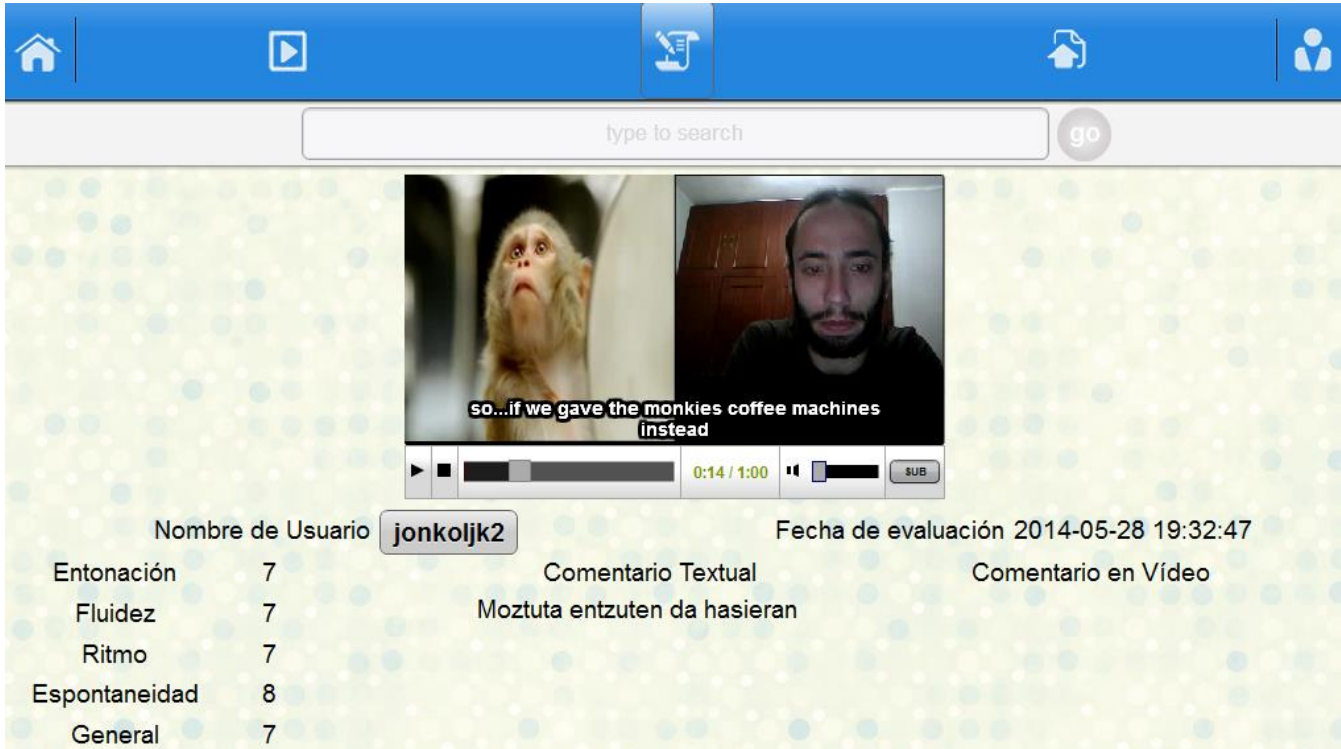 type to search
go
so...if we gave the monkies coffee machines
instead
0:14 / 1:00
SUB
Nombre de Usuario jonkoljk2 Fecha de evaluación 2014-05-28 19:32:47
Entonación 7 Comentario Textual Comentario en Vídeo
Fluidez 7 Moztuta entzuten da hasieran
Ritmo 7
Espontaneidad 8
General 7